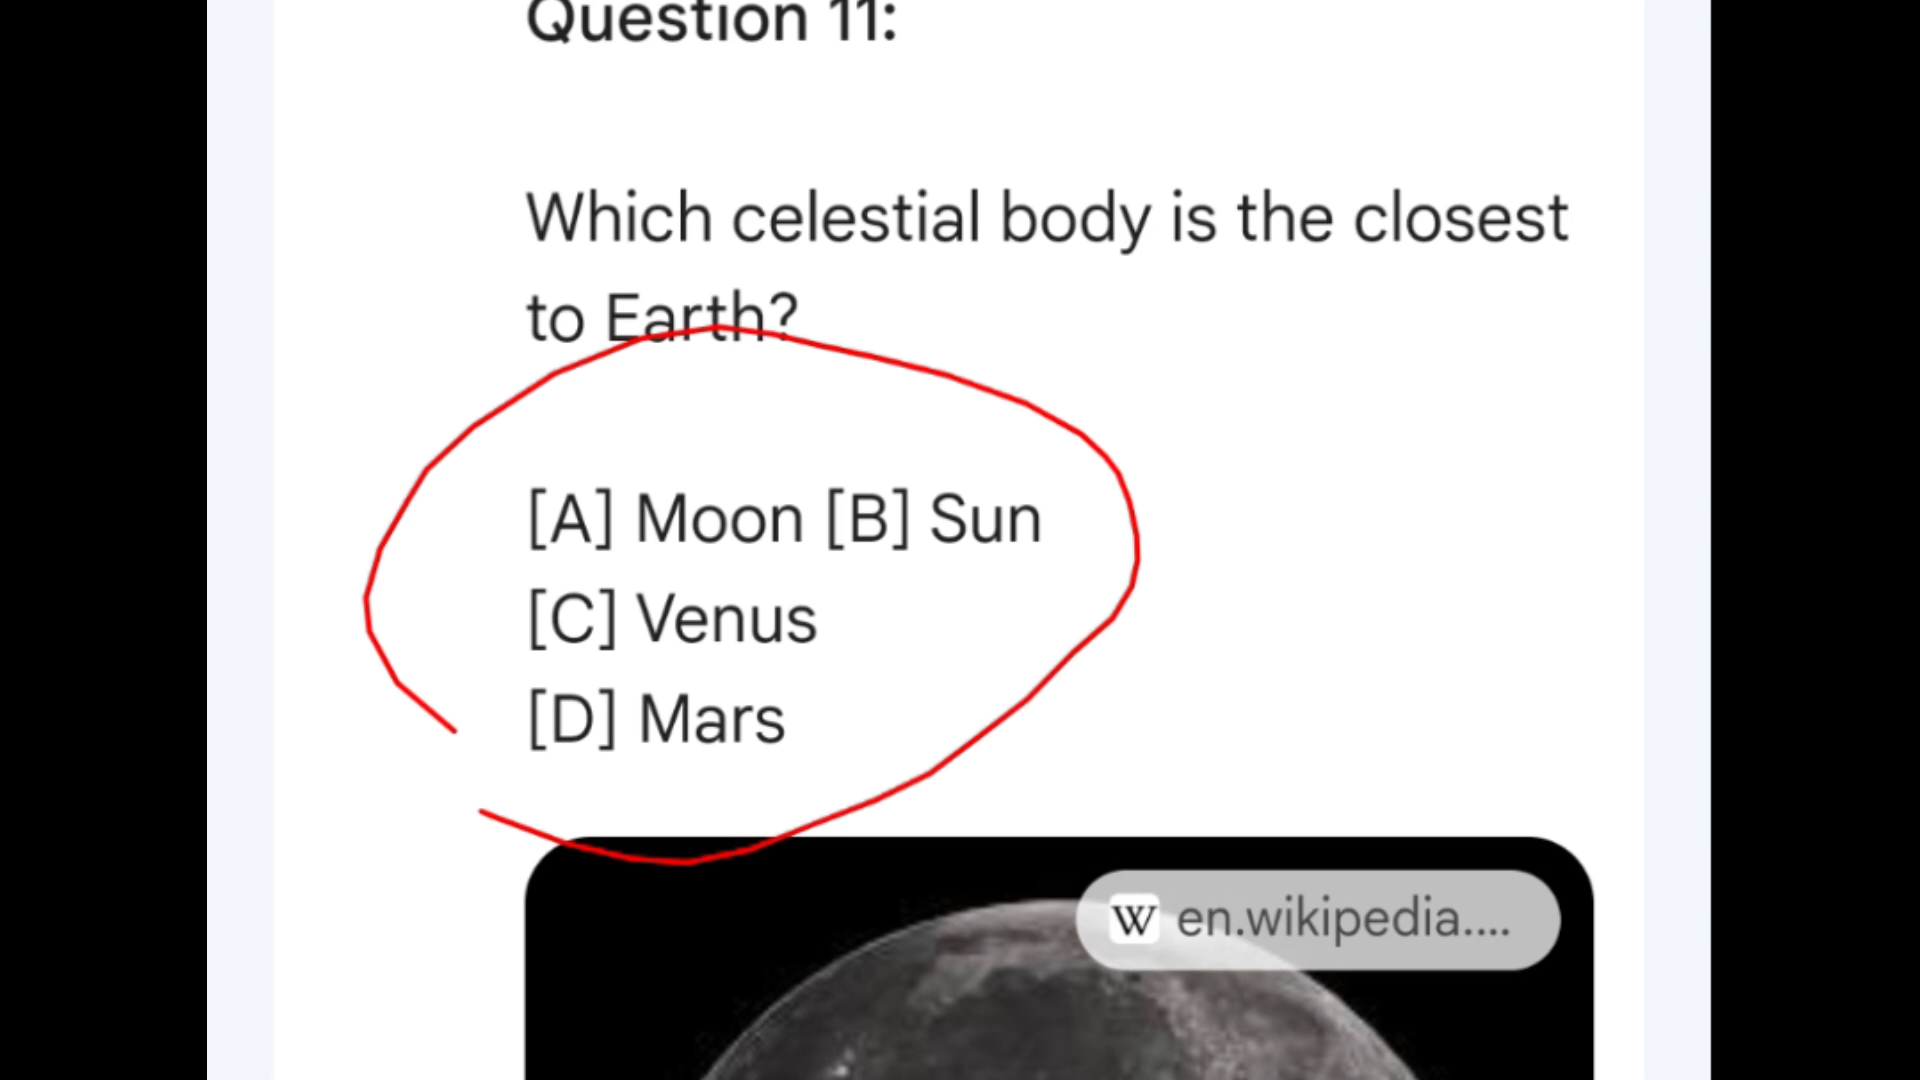 Question 11:
Which celestial body is the closest
to Earth?
[A] Moon [B] Sun
[C] Venus
[D] Mars
W en.wikipedia....